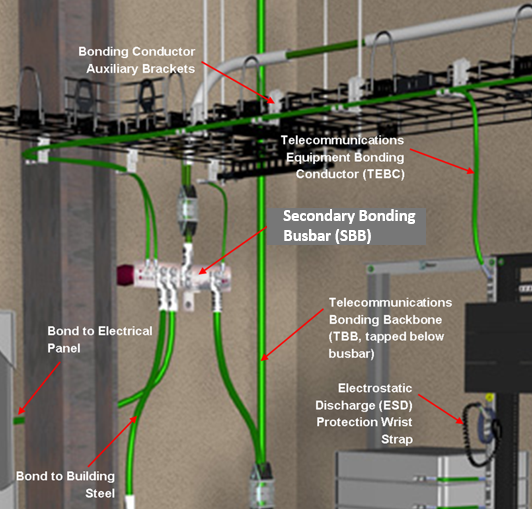 Bonding Conductor
Auxiliary Brackets
Telecommunications
Equipment Bonding
Conductor (TEBC)
Secondary Bonding
Busbar (SBB)
Telecommunications
Bonding Backbone
(TBB, tapped below
busbar)
Bond to Electrical
Panel
Electrostatic
Discharge (ESD)
Protection Wrist
Strap
Bond to Building
Steel